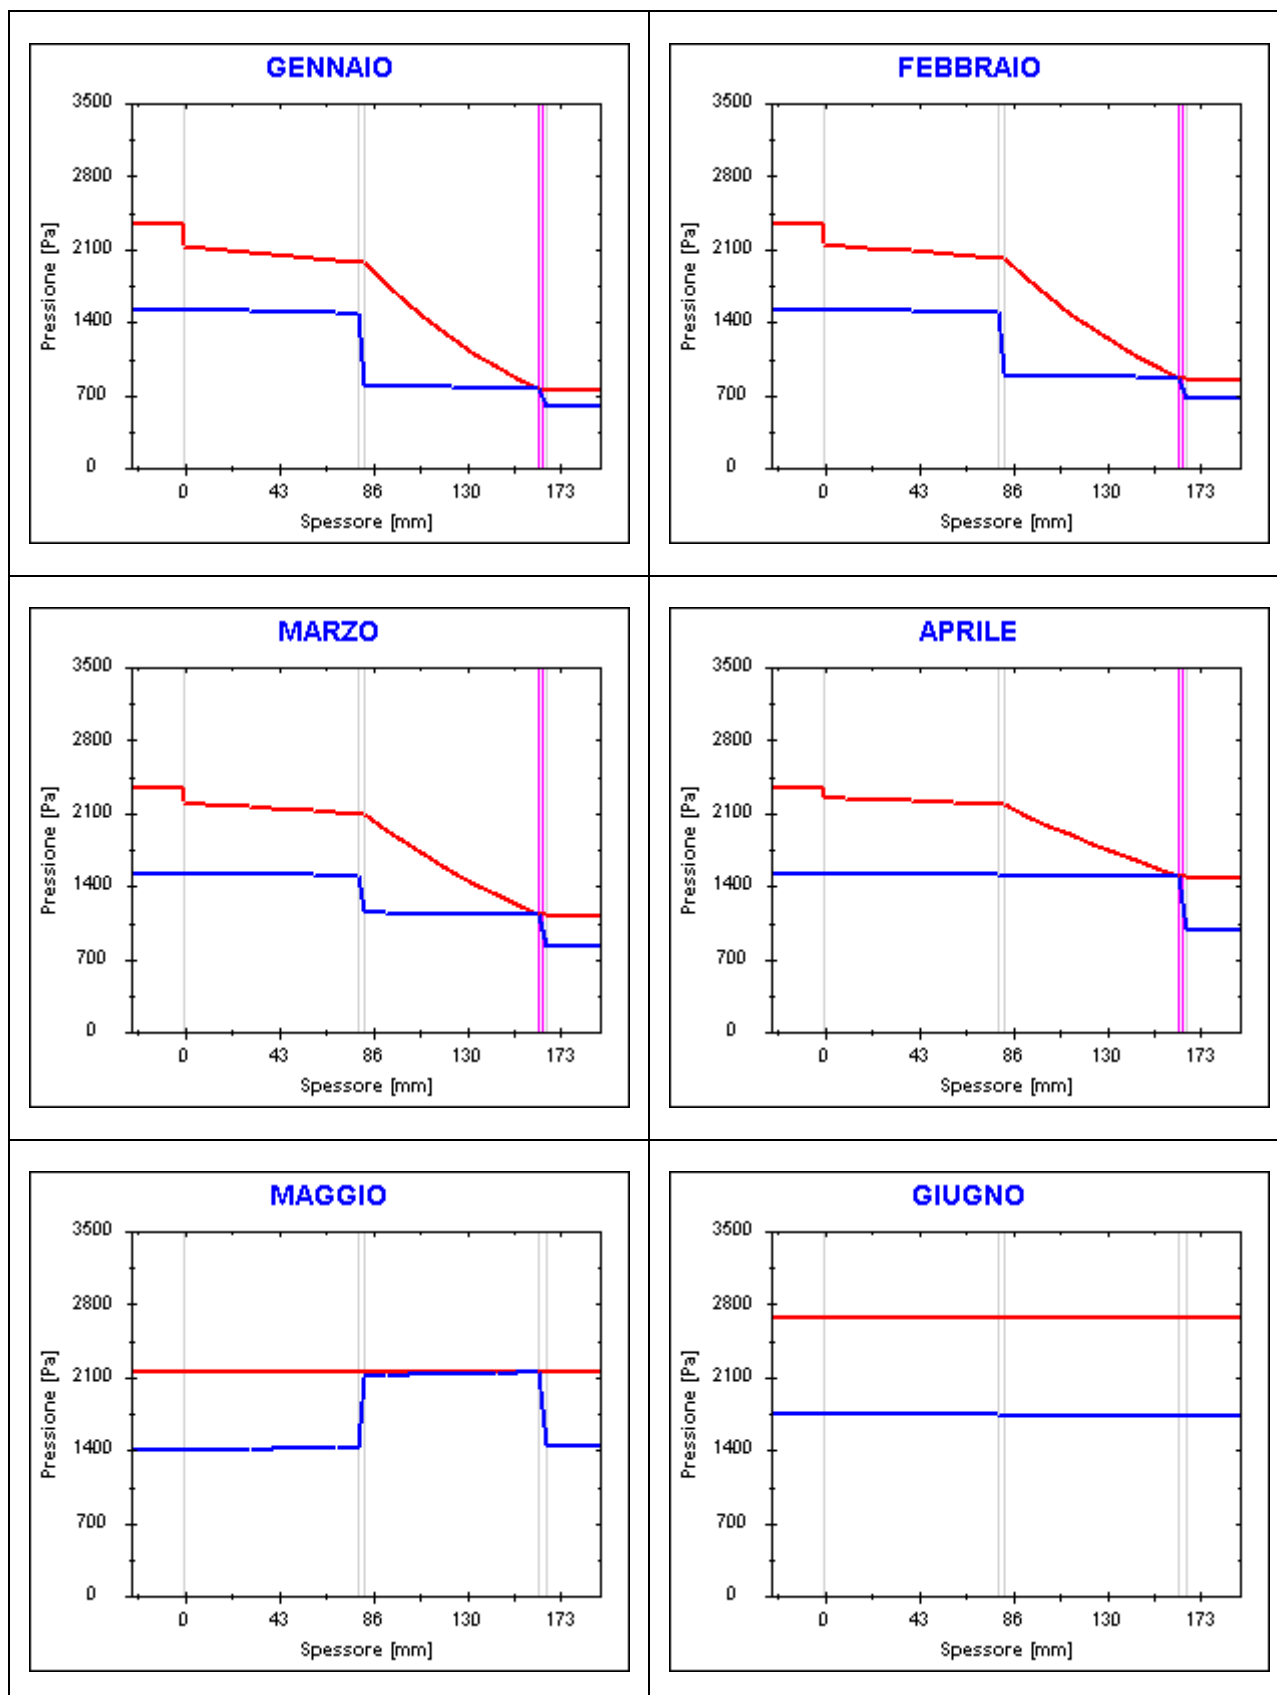 GENNAIO
3500
2800
2100
1400
700
0
Pressione [Pa]
0 43 86 130 173
Spessore [mm]
FEBBRAIO
3500
2800
2100
1400
700
0
Pressione [Pa]
0 43 86 130 173
Spessore [mm]
MARZO
3500
2800
2100
1400
700
0
Pressione [Pa]
0 43 86 130 173
Spessore [mm]
APRILE
3500
2800
2100
1400
700
0
Pressione [Pa]
0 43 86 130 173
Spessore [mm]
MAGGIO
3500
2800
2100
1400
700
0
Pressione [Pa]
0 43 86 130 173
Spessore [mm]
GIUGNO
3500
2800
2100
1400
700
0
Pressione [Pa]
0 43 86 130 173
Spessore [mm]